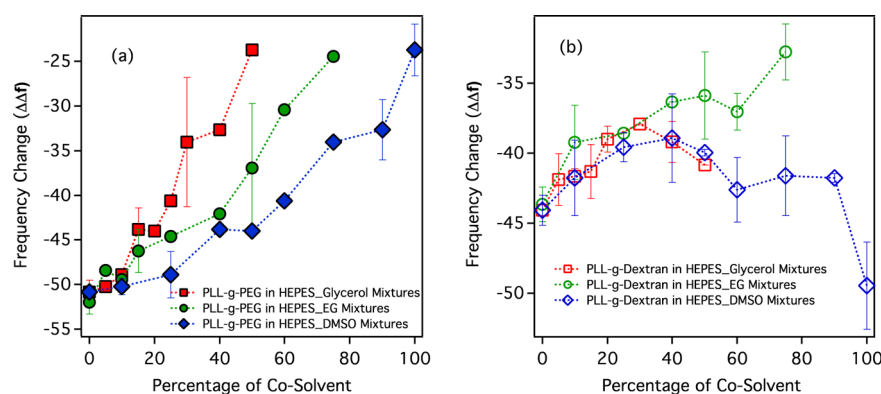 (a)
Frequency Change (ΔΔf)
-25
-30
-35
-40
-45
-50
-55
PLL-g-PEG in HEPES_Glycerol Mixtures
PLL-g-PEG in HEPES_EG Mixtures
PLL-g-PEG in HEPES_DMSO Mixtures
0 20 40 60 80 100
Percentage of Co-Solvent
(b)
Frequency Change (ΔΔf)
-35
-40
-45
-50
PLL-g-Dextran in HEPES_Glycerol Mixtures
PLL-g-Dextran in HEPES_EG Mixtures
PLL-g-Dextran in HEPES_DMSO Mixtures
0 20 40 60 80 100
Percentage of Co-Solvent